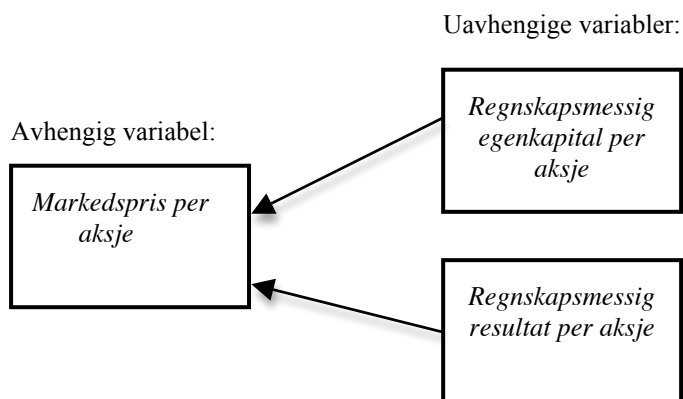 Uavhengige variabler:
Regnskapsmessig
egenkapital per
aksje
Avhengig variabel:
Markedspris per
aksje
Regnskapsmessig
resultat per aksje